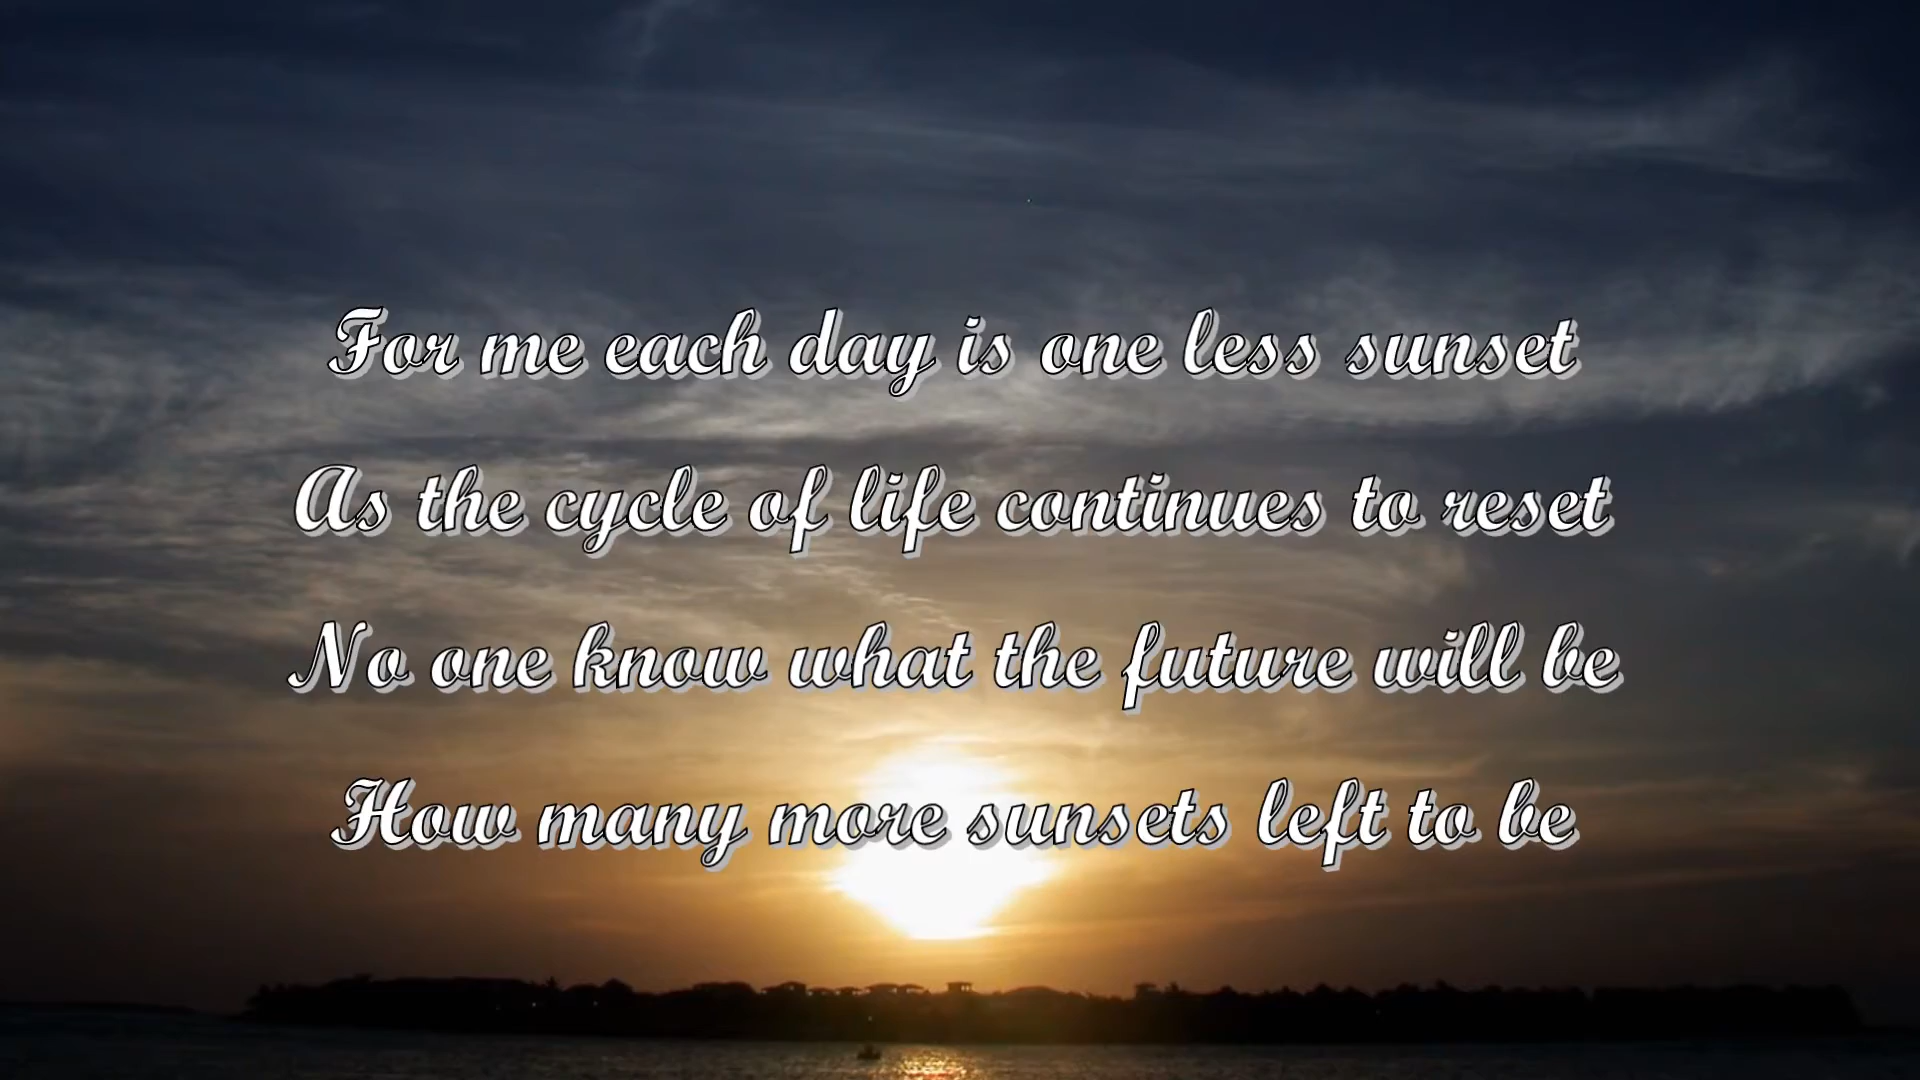 For me each day is one less sunset
As the cycle of life continues to reset
No one know what the future will be
How many more sunsets left to be